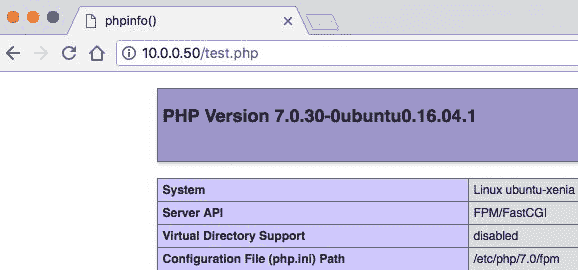 phpinfo()
10.0.0.50/test.php
PHP Version 7.0.30-0ubuntu0.16.04.1
System Linux ubuntu-xenia
Server API FPM/FastCGI
Virtual Directory Support disabled
Configuration File (php.ini) Path /etc/php/7.0/fpm